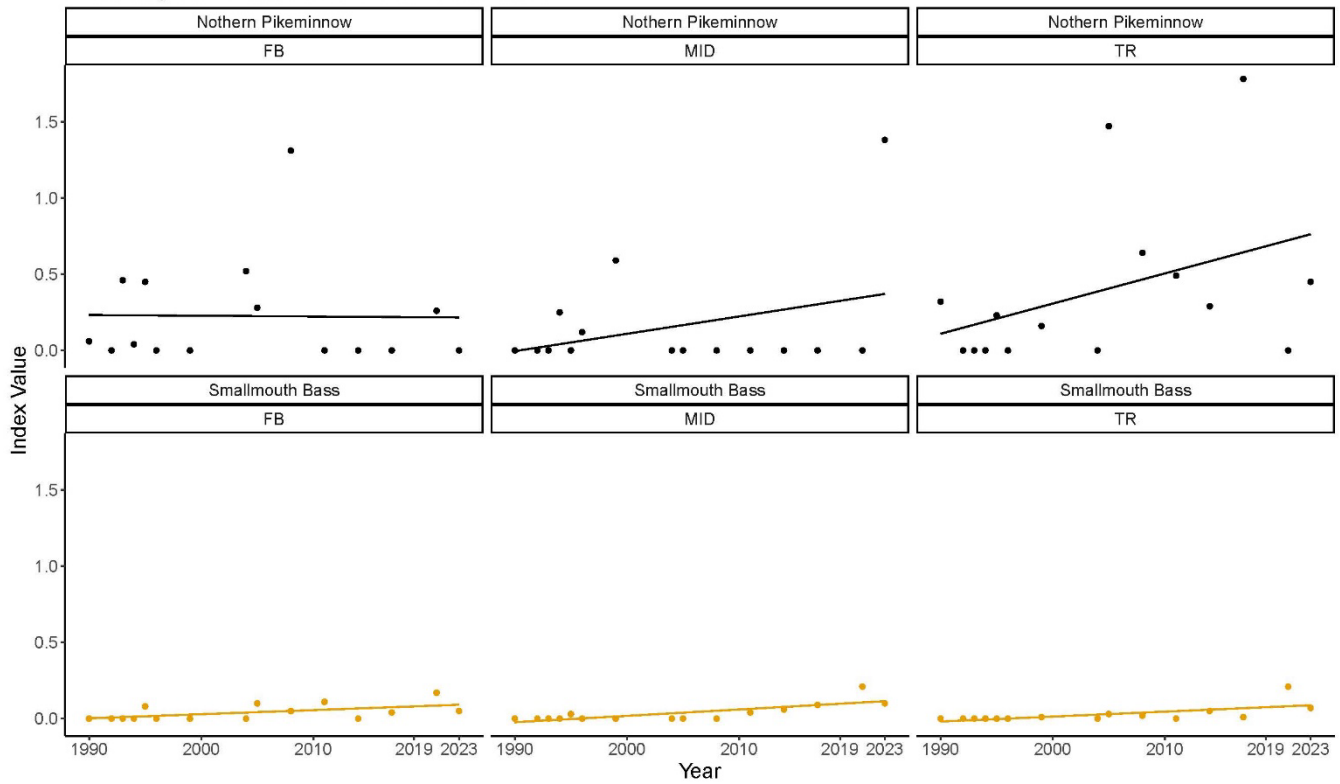 Nothern Pikeminnow Nothern Pikeminnow Nothern Pikeminnow
FB MID TR
1.5
1.0
0.5
0.0
Index Value
Smallmouth Bass Smallmouth Bass Smallmouth Bass
FB MID TR
1.5
1.0
0.5
0.0
1990 2000 2010 2019 2023 1990 2000 2010 2019 2023 1990 2000 2010 2019 2023
Year